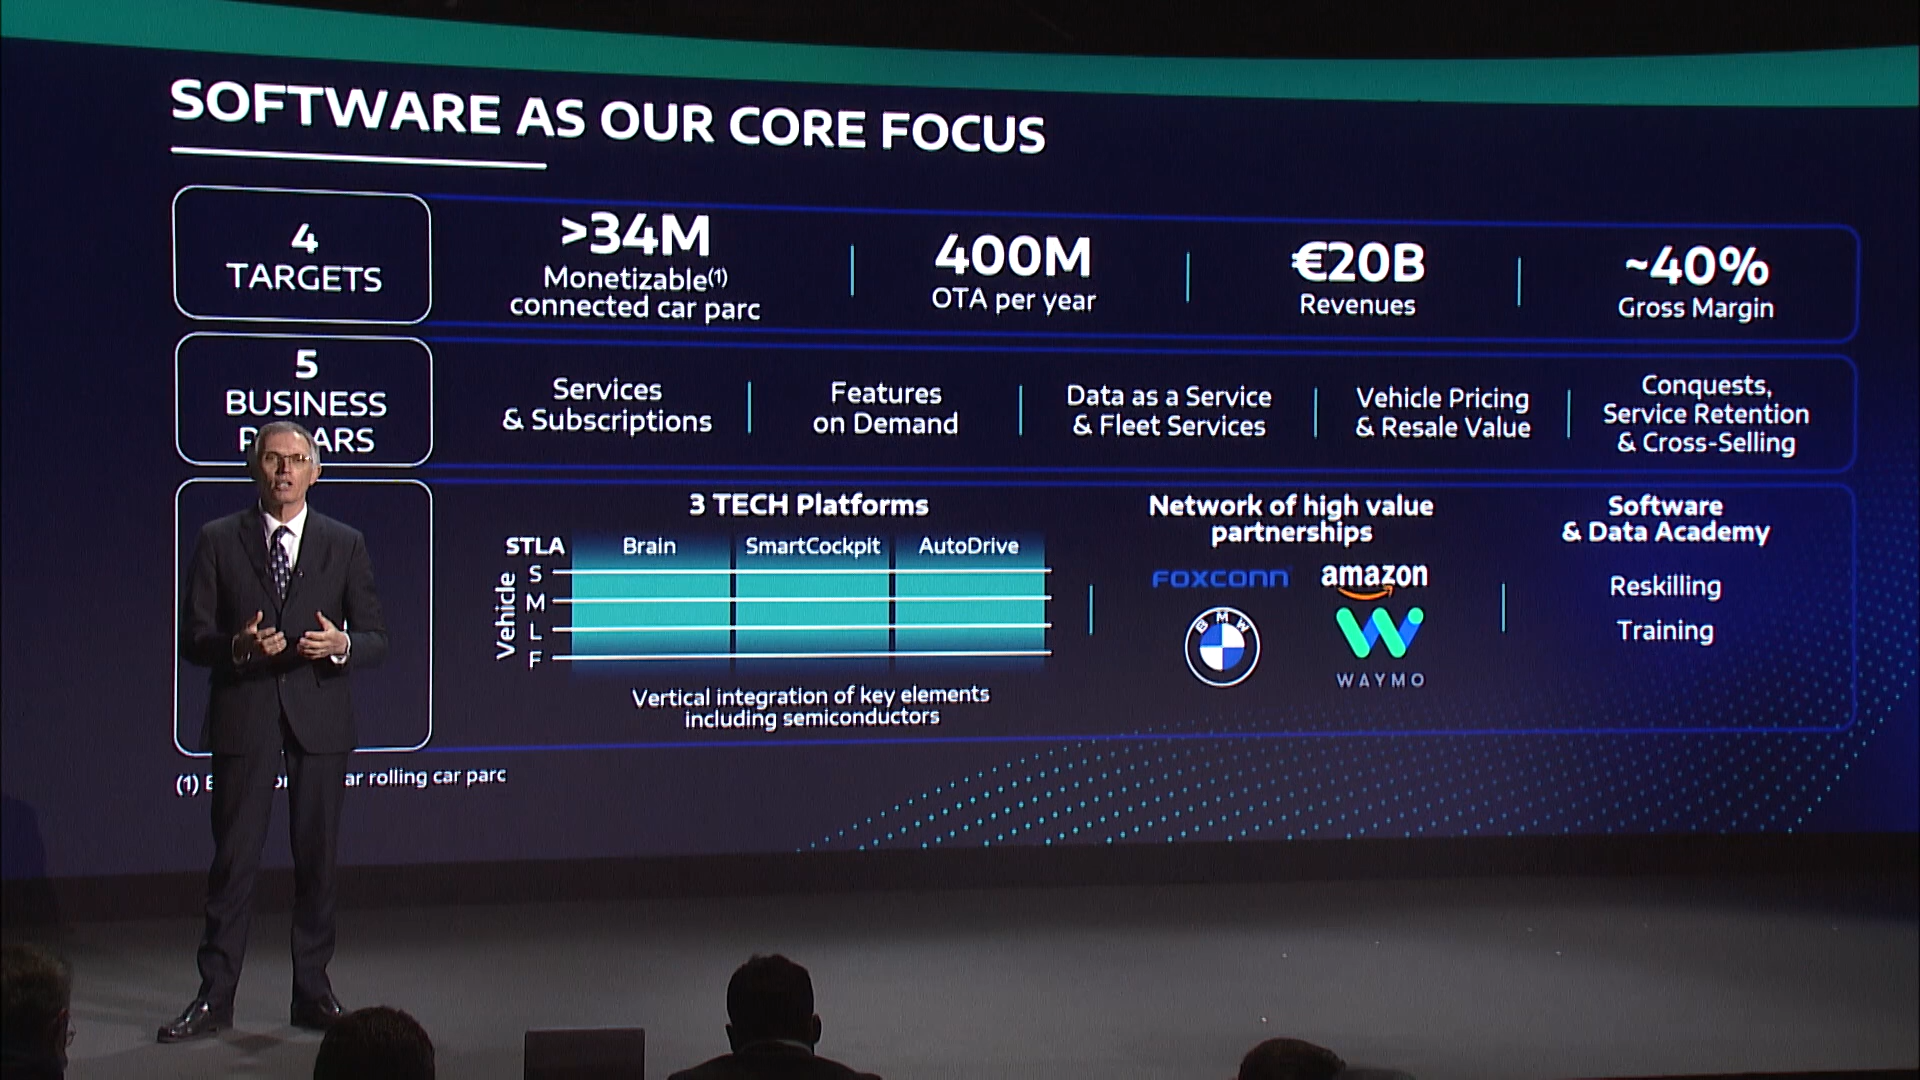 SOFTWARE AS OUR CORE FOCUS
4
TARGETS
>34M
Monetizable(1)
connected car parc
400M
OTA per year
€20B
Revenues
~40%
Gross Margin
5
BUSINESS
Services
& Subscriptions
Features
on Demand
Data as a Service
& Fleet Services
Vehicle Pricing
& Resale Value
Conquests,
Service Retention
& Cross-Selling
3 TECH Platforms
STLA Brain SmartCockpit AutoDrive
Vehicle
S
M
L
F
Vertical integration of key elements
including semiconductors
Network of high value
partnerships
FOXCONN
amazon
BMW
WAYMO
Software
& Data Academy
Reskilling
Training
(1) rolling car parc